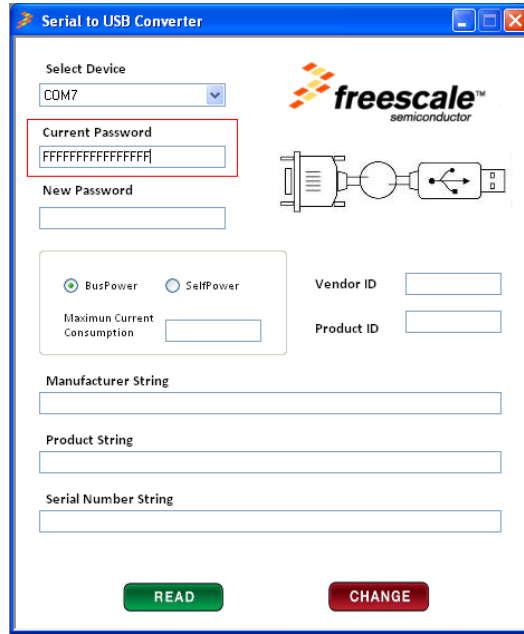 Serial to USB Converter
Select Device
COM7
freescale™
semiconductor
Current Password
FFFFFFFFFFFFFFFF
New Password
BusPower
SelfPower
Maximun Current
Consumption
Vendor ID
Product ID
Manufacturer String
Product String
Serial Number String
READ
CHANGE